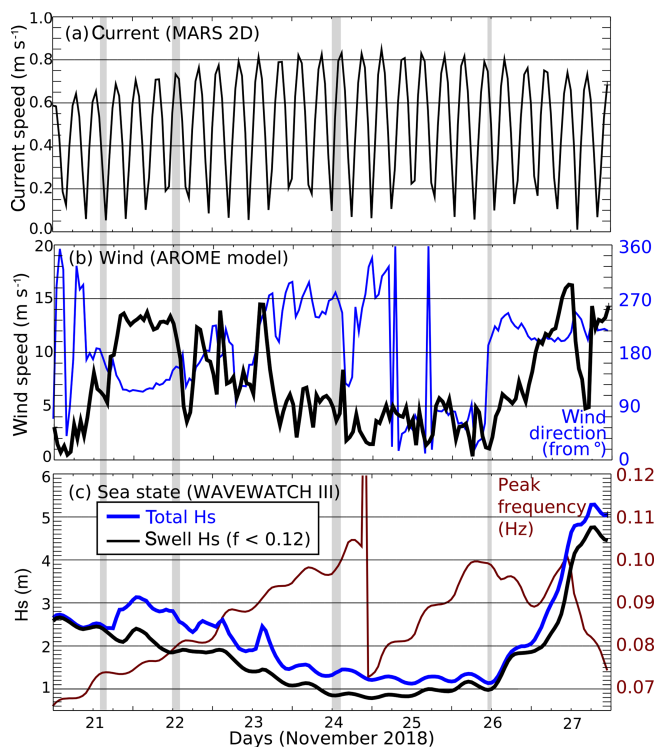 (a) Current (MARS 2D)
Current speed (m s⁻¹)
1.0
0.8
0.6
0.4
0.2
0.0
(b) Wind (AROME model)
Wind speed (m s⁻¹)
20
15
10
5
0
360
270
180
90
0
Wind
direction
(from °)
(c) Sea state (WAVEWATCH III)
Total Hs
Swell Hs (f < 0.12)
Peak
frequency
(Hz)
Hs (m)
6
5
4
3
2
1
0.12
0.11
0.10
0.09
0.08
0.07
21 22 23 24 25 26 27
Days (November 2018)